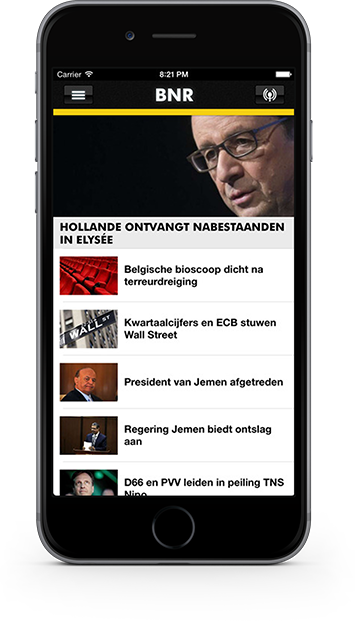 Carrier 8:21 PM
BNR
HOLLANDE ONTVANGT NABESTAANDEN
IN ELYSÉE
Belgische bioscoop dicht na
terreurdreiging
WALL ST
Kwartaalcijfers en ECB stuwen
Wall Street
President van Jemen afgetreden
Regering Jemen biedt ontslag
aan
D66 en PVV leiden in peiling TNS
Nipo